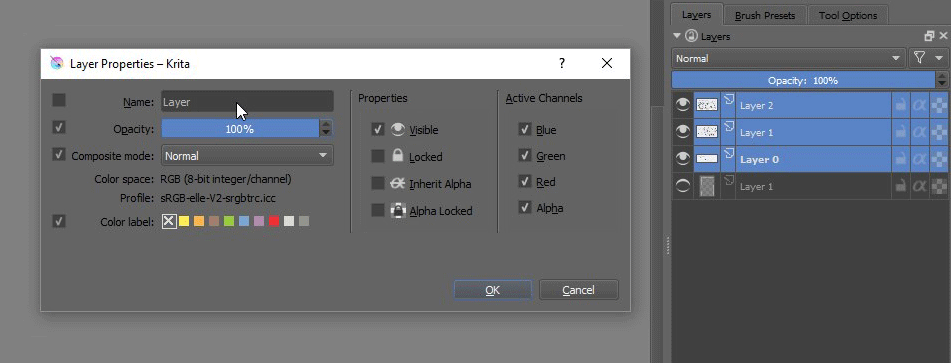 Layer Properties – Krita
?
Name: Layer
Opacity: 100%
Composite mode: Normal
Color space: RGB (8-bit integer/channel)
Profile: sRGB-elle-V2-srgbtrc.icc
Color label:
Properties
Visible
Locked
Inherit Alpha
Alpha Locked
Active Channels
Blue
Green
Red
Alpha
OK
Cancel
Layers
Brush Presets
Tool Options
Layers
Normal
Opacity: 100%
Layer 2
Layer 1
Layer 0
Layer 1